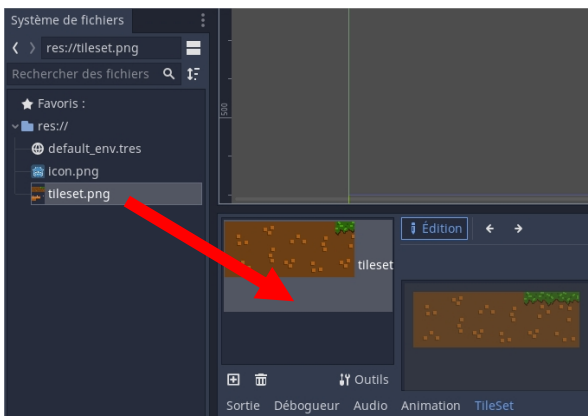 Système de fichiers
res://tileset.png
Rechercher des fichiers
Favoris :
res://
default_env.tres
icon.png
tileset.png
500
Édition
tileset
Outils
Sortie Débogueur Audio Animation TileSet